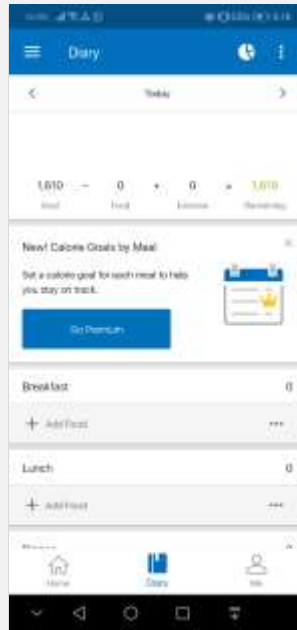 Diary
Today
1,610 - 0 + 0 = 1,610
Goal Food Exercise Remaining
New! Calorie Goals by Meal
Set a calorie goal for each meal to help
you stay on track.
Go Premium
Breakfast 0
+ Add Food
Lunch 0
+ Add Food
Home Diary Me